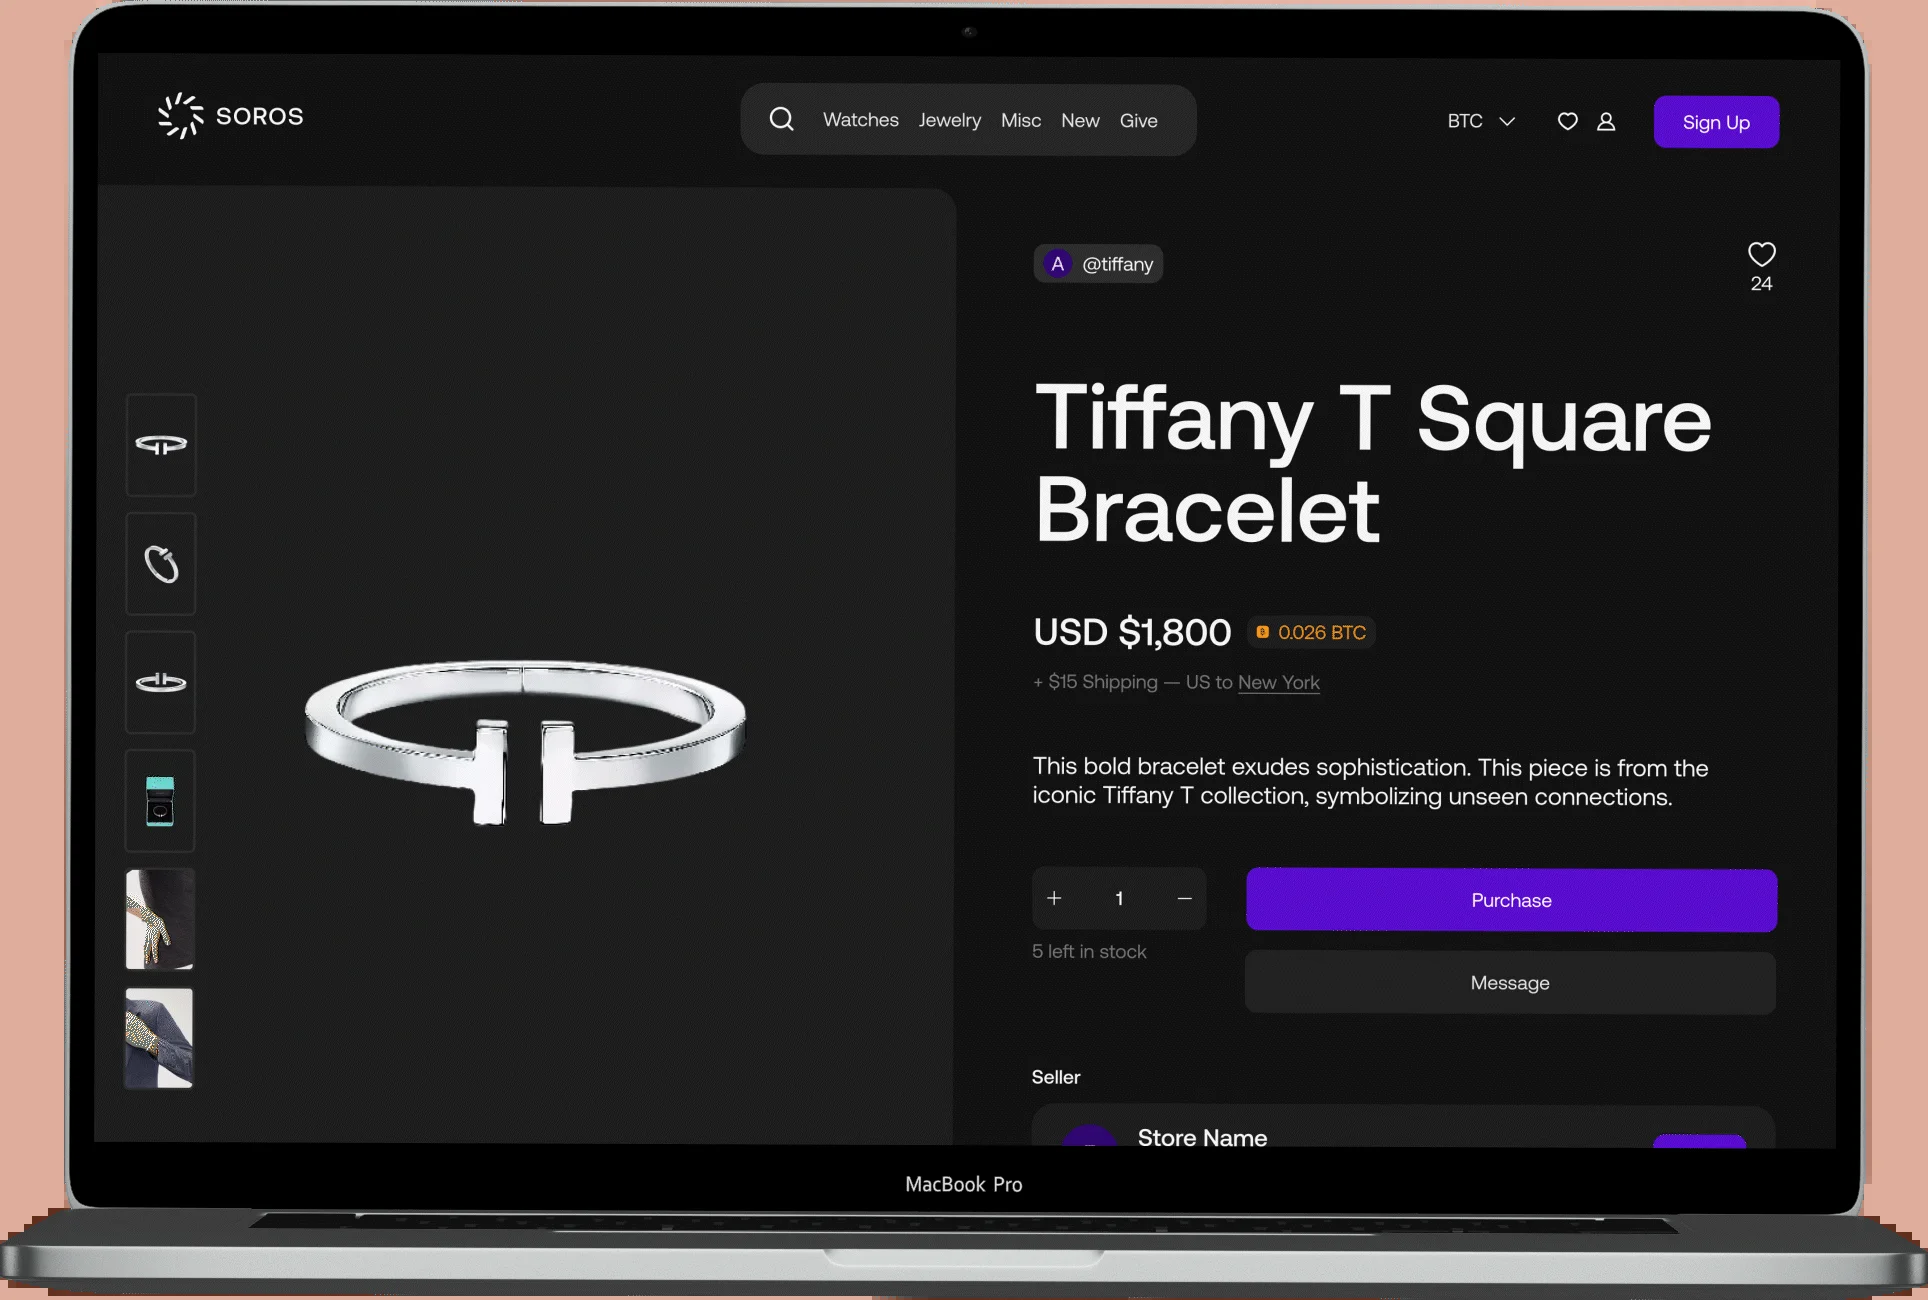 SOROS
Watches Jewelry Misc New Give
BTC
Sign Up
A @tiffany
24
Tiffany T Square
Bracelet
USD $1,800 0.026 BTC
+ $15 Shipping — US to New York
This bold bracelet exudes sophistication. This piece is from the
iconic Tiffany T collection, symbolizing unseen connections.
+ 1 −
Purchase
5 left in stock
Message
Seller
Store Name
MacBook Pro